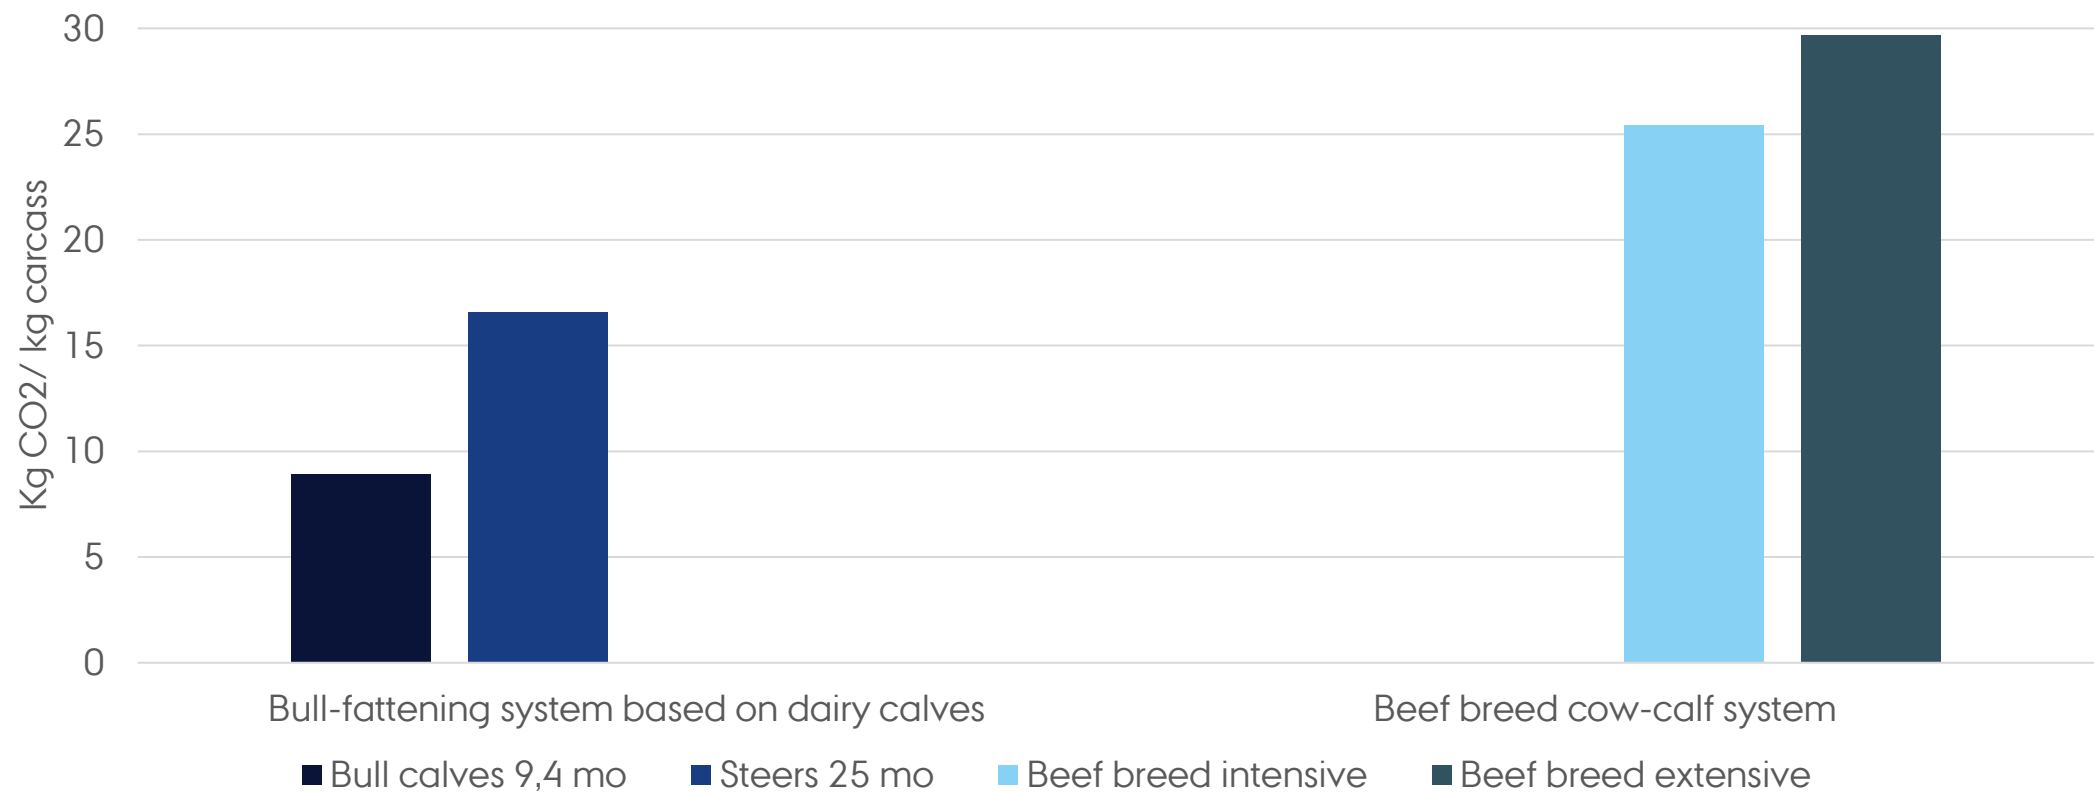 Kg CO2/ kg carcass
30
25
20
15
10
5
0
Bull-fattening system based on dairy calves
Beef breed cow-calf system
Bull calves 9,4 mo
Steers 25 mo
Beef breed intensive
Beef breed extensive